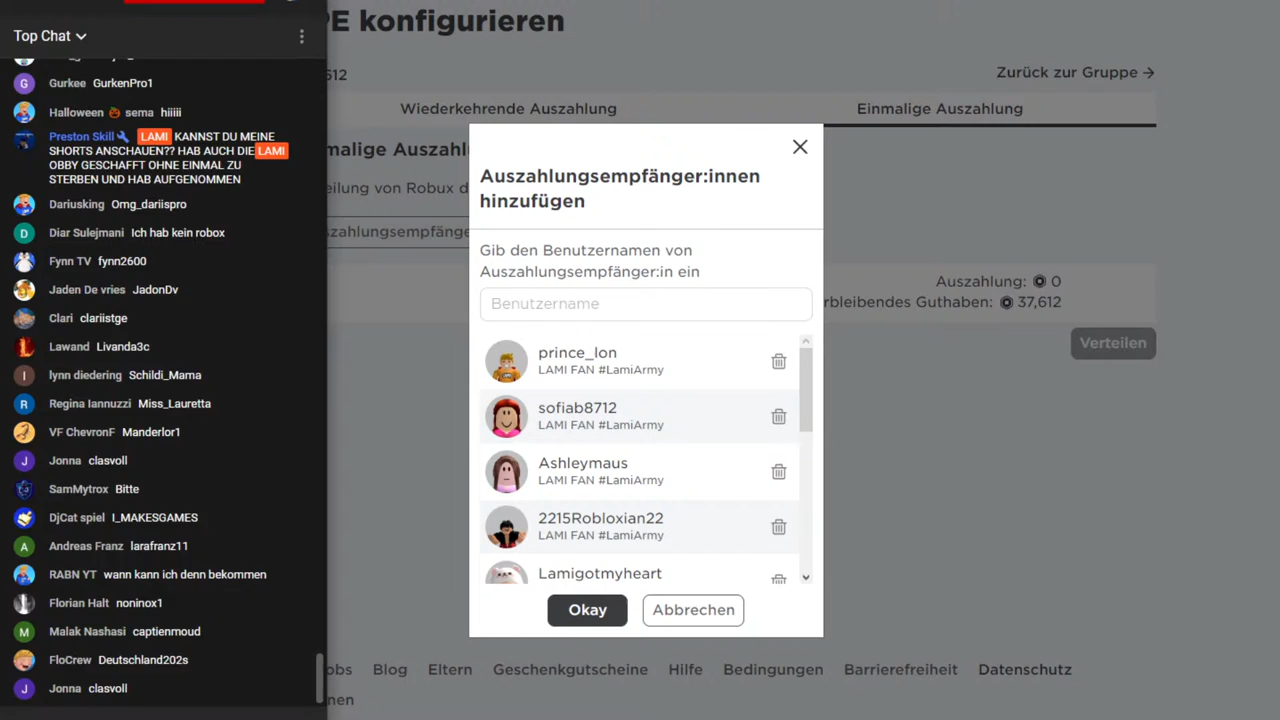 Top Chat
Gurkee GurkenPro1
Halloween 🎃 sema hiiiii
Preston Skill LAMI KANNST DU MEINE
SHORTS ANSCHAUEN?? HAB AUCH DIE LAMI
OBBY GESCHAFFT OHNE EINMAL ZU
STERBEN UND HAB AUFGENOMMEN
Dariusking Omg_dariispro
Diar Sulejmani Ich hab kein robox
Fynn TV fynn2600
Jaden De vries JadonDv
Clari clariistge
Lawand Livanda3c
lynn diedering Schildi_Mama
Regina Iannuzzi Miss_Lauretta
VF ChevronF Manderlor1
Jonna clasvoll
SamMytrox Bitte
DjCat spiel I_MAKESGAMES
Andreas Franz larafranz11
RABN YT wann kann ich denn bekommen
Florian Halt noninox1
Malak Nashasi captienmoud
FloCrew Deutschland202s
Jonna clasvoll
PE konfigurieren
612
Zurück zur Gruppe →
Wiederkehrende Auszahlung
Einmalige Auszahlung
malige Auszahl
eilung von Robux d
szahlungsempfänge
Auszahlung: 0
rbleibendes Guthaben: 37,612
Verteilen
Auszahlungsempfänger:innen
hinzufügen
Gib den Benutzernamen von
Auszahlungsempfänger:in ein
Benutzername
prince_lon
LAMI FAN #LamiArmy
sofiab8712
LAMI FAN #LamiArmy
Ashleymaus
LAMI FAN #LamiArmy
2215Robloxian22
LAMI FAN #LamiArmy
Lamigotmyheart
Okay
Abbrechen
obs
Blog
Eltern
Geschenkgutscheine
Hilfe
Bedingungen
Barrierefreiheit
Datenschutz
nen